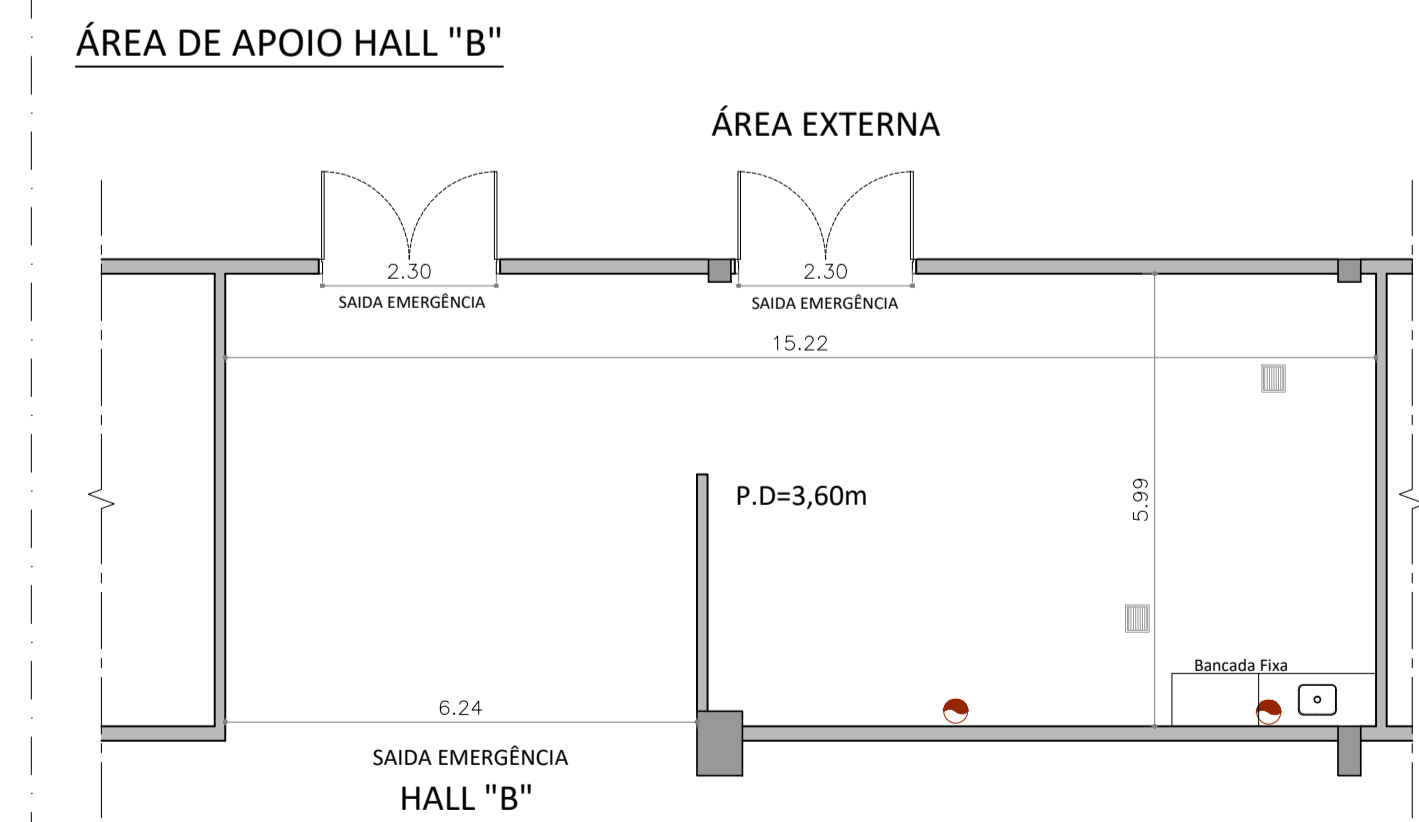 ÁREA DE APOIO HALL "B"
ÁREA EXTERNA
2.30
SAIDA EMERGÊNCIA
2.30
SAIDA EMERGÊNCIA
15.22
P.D=3,60m
5.99
Bancada Fixa
6.24
SAIDA EMERGÊNCIA
HALL "B"